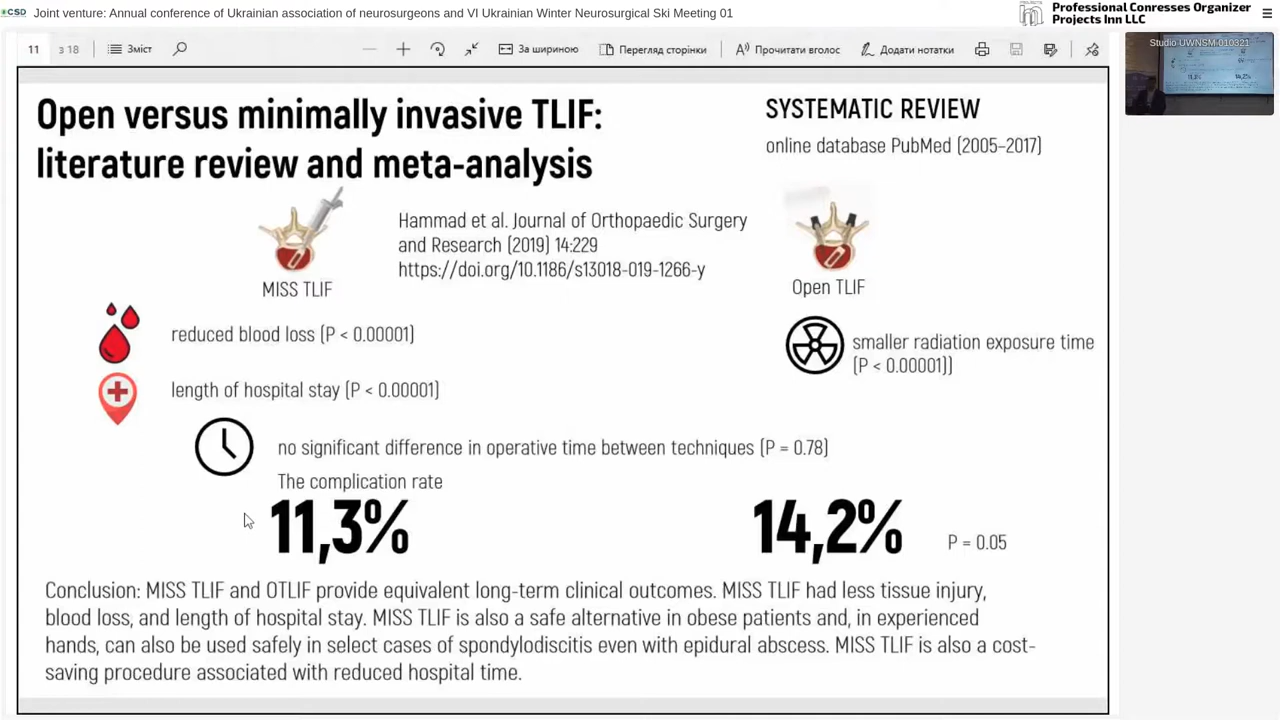 CSD
Joint venture: Annual conference of Ukrainian association of neurosurgeons and VI Ukrainian Winter Neurosurgical Ski Meeting 01
Professional Conresses Organizer
Projects Inn LLC
11 з 18 Зміст За шириною Перегляд сторінки Прочитати вголос Додати нотатки
Studio UWNSM 010321
Open versus minimally invasive TLIF:
literature review and meta-analysis
SYSTEMATIC REVIEW
online database PubMed (2005–2017)
Hammad et al. Journal of Orthopaedic Surgery
and Research (2019) 14:229
https://doi.org/10.1186/s13018-019-1266-y
MISS TLIF
Open TLIF
reduced blood loss (P < 0.00001)
smaller radiation exposure time
(P < 0.00001))
length of hospital stay (P < 0.00001)
no significant difference in operative time between techniques (P = 0.78)
The complication rate
11,3%
14,2%
P = 0.05
Conclusion: MISS TLIF and OTLIF provide equivalent long-term clinical outcomes. MISS TLIF had less tissue injury,
blood loss, and length of hospital stay. MISS TLIF is also a safe alternative in obese patients and, in experienced
hands, can also be used safely in select cases of spondylodiscitis even with epidural abscess. MISS TLIF is also a cost-
saving procedure associated with reduced hospital time.